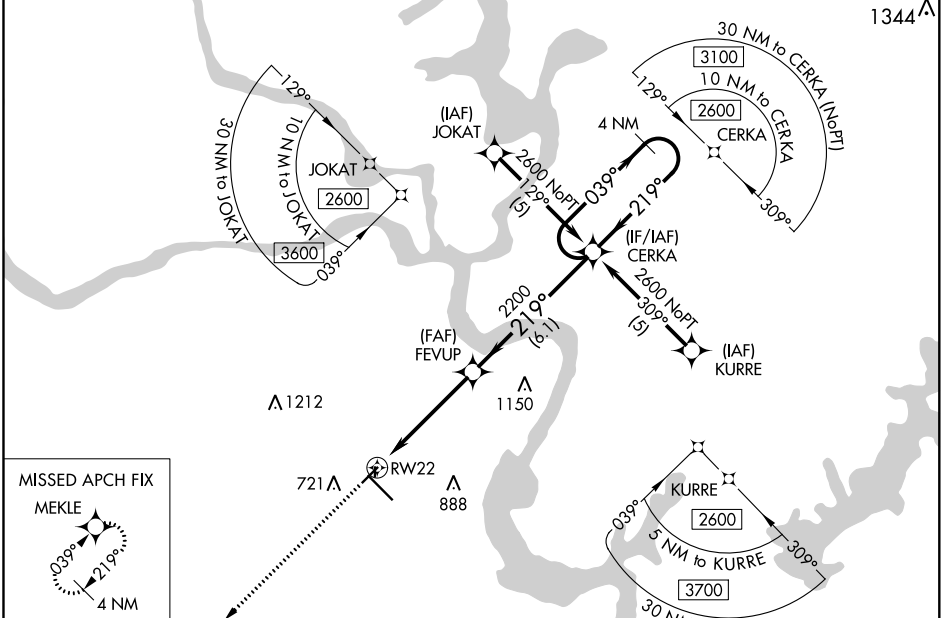 1344
30 NM to CERKA (NoPT)
3100
10 NM to CERKA
2600
129°
CERKA
309°
129°
30 NM to JOKAT
10 NM to JOKAT
JOKAT
2600
3600
039°
(IAF)
JOKAT
2600 NoPT
129°
(5)
4 NM
039°
219°
(IF/IAF)
CERKA
2600 NoPT
309°
(5)
(IAF)
KURRE
2200
219°
(6.1)
(FAF)
FEVUP
1212
1150
RW22
721
888
MISSED APCH FIX
MEKLE
039°
219°
4 NM
KURRE
2600
039°
309°
5 NM to KURRE
3700
30 NM